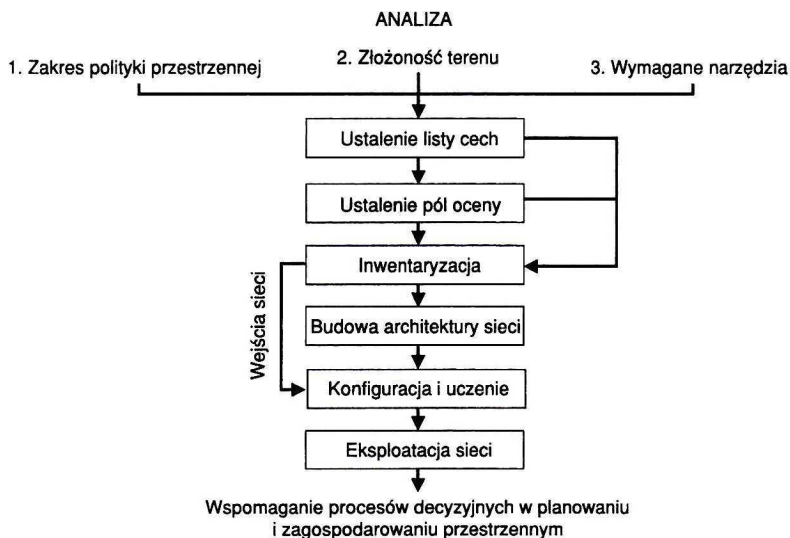 ANALIZA
1. Zakres polityki przestrzennej
2. Złożoność terenu
3. Wymagane narzędzia
Ustalenie listy cech
Ustalenie pól oceny
Inwentaryzacja
Wejścia sieci
Budowa architektury sieci
Konfiguracja i uczenie
Eksploatacja sieci
Wspomaganie procesów decyzyjnych w planowaniu
i zagospodarowaniu przestrzennym